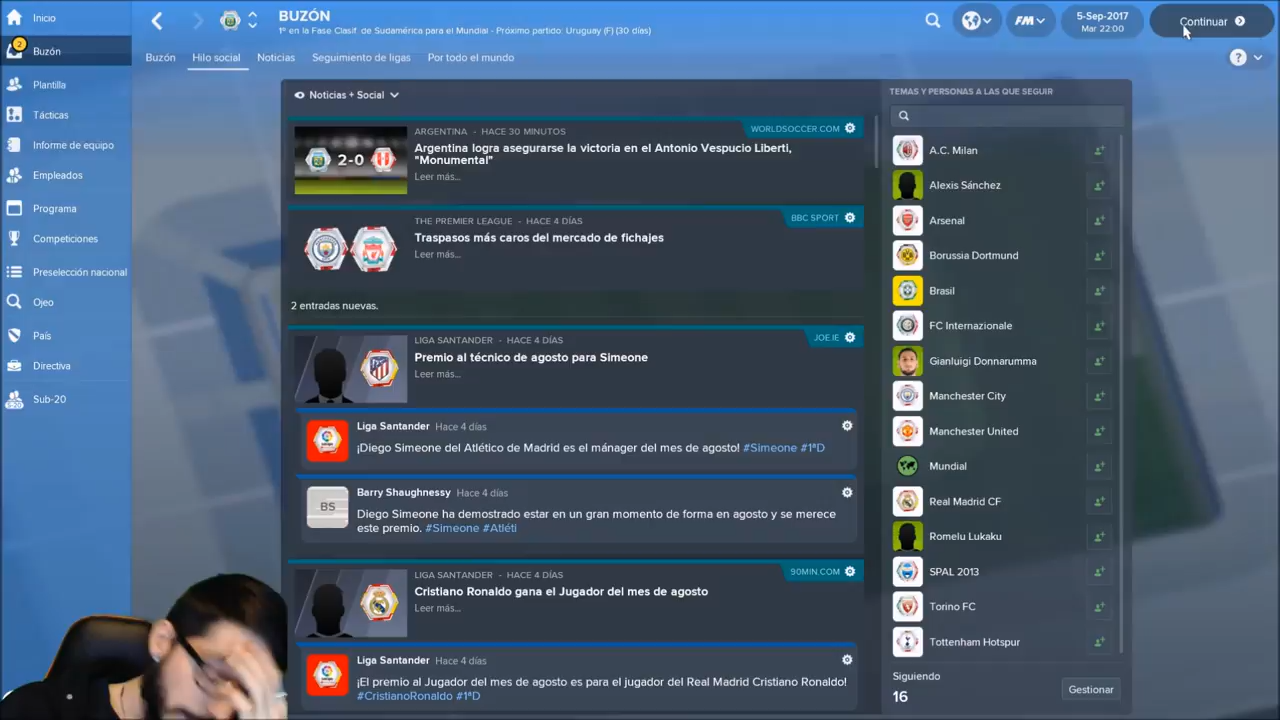 Inicio
2
Buzón
Plantilla
Tácticas
Informe de equipo
Empleados
Programa
Competiciones
Preselección nacional
Ojeo
País
Directiva
Sub-20
BUZÓN
1º en la Fase Clasif. de Sudamérica para el Mundial - Próximo partido: Uruguay (F) (30 días)
FM
5-Sep-2017
Mar 22:00
Continuar
Buzón
Hilo social
Noticias
Seguimiento de ligas
Por todo el mundo
?
Noticias + Social
ARGENTINA - HACE 30 MINUTOS
WORLDSOCCER.COM
2-0
Argentina logra asegurarse la victoria en el Antonio Vespucio Liberti,
"Monumental"
Leer más...
THE PREMIER LEAGUE - HACE 4 DÍAS
BBC SPORT
Traspasos más caros del mercado de fichajes
Leer más...
2 entradas nuevas.
LIGA SANTANDER - HACE 4 DÍAS
JOE.IE
Premio al técnico de agosto para Simeone
Leer más...
Liga Santander Hace 4 días
¡Diego Simeone del Atlético de Madrid es el mánager del mes de agosto! #Simeone #1ªD
BS
Barry Shaughnessy Hace 4 días
Diego Simeone ha demostrado estar en un gran momento de forma en agosto y se merece
este premio. #Simeone #Atléti
LIGA SANTANDER - HACE 4 DÍAS
90MIN.COM
Cristiano Ronaldo gana el Jugador del mes de agosto
Leer más...
Liga Santander Hace 4 días
¡El premio al Jugador del mes de agosto es para el jugador del Real Madrid Cristiano Ronaldo!
#CristianoRonaldo #1ªD
TEMAS Y PERSONAS A LAS QUE SEGUIR
A.C. Milan
Alexis Sánchez
Arsenal
Borussia Dortmund
Brasil
FC Internazionale
Gianluigi Donnarumma
Manchester City
Manchester United
Mundial
Real Madrid CF
Romelu Lukaku
SPAL 2013
Torino FC
Tottenham Hotspur
Siguiendo
16
Gestionar